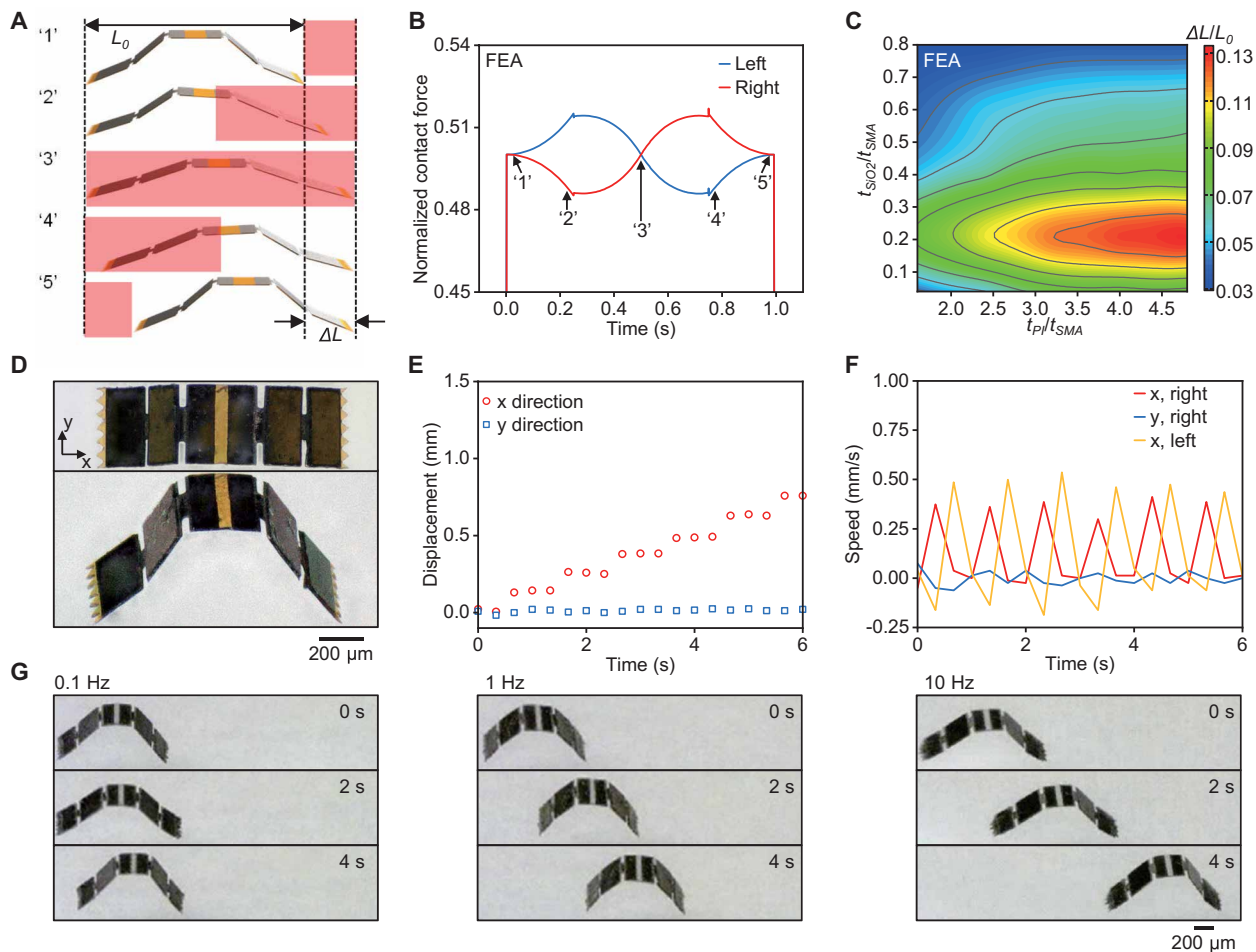 A
'1'
L₀
'2'
'3'
'4'
'5'
ΔL
B
FEA
Left
Right
Normalized contact force
0.54
0.51
0.48
0.45
'1'
'2'
'3'
'4'
'5'
0.0 0.2 0.4 0.6 0.8 1.0
Time (s)
C
FEA
ΔL/L₀
t_SiO2/t_SMA
0.8
0.7
0.6
0.5
0.4
0.3
0.2
0.1
2.0 2.5 3.0 3.5 4.0 4.5
t_PI/t_SMA
0.13
0.11
0.09
0.07
0.05
0.03
D
y
x
200 µm
E
x direction
y direction
Displacement (mm)
1.5
1.0
0.5
0.0
0 2 4 6
Time (s)
F
x, right
y, right
x, left
Speed (mm/s)
1.00
0.75
0.50
0.25
0.00
-0.25
0 2 4 6
Time (s)
G
0.1 Hz
0 s
2 s
4 s
1 Hz
0 s
2 s
4 s
10 Hz
0 s
2 s
4 s
200 µm